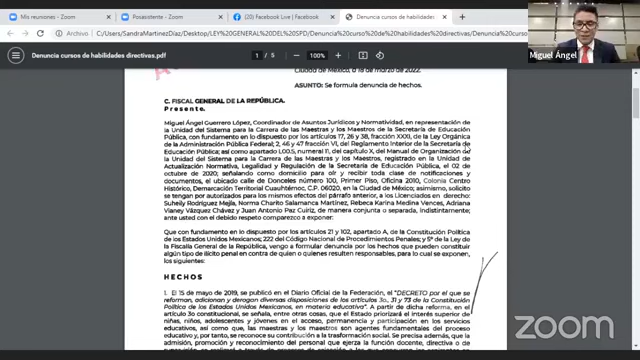 Mis reuniones - Zoom
Posasistente - Zoom
Facebook Live | Facebook
Denuncia cursos de habilidades
C:/Users/SandraMartinezDíaz/Desktop/LEY%20GENERAL%20DEL%20SPD/Denuncia%20curso%20de%20habilidades%20directivas/Denuncia%20cursos%20
Denuncia cursos de habilidades directivas.pdf
1 / 5
100%
Miguel Ángel
Ciudad de México, a 18 de marzo de 2022.
ASUNTO: Se formula denuncia de hechos.
C. FISCAL GENERAL DE LA REPÚBLICA.
Presente.
Miguel Ángel Guerrero López, Coordinador de Asuntos Jurídicos y Normatividad, en representación de
la Unidad del Sistema para la Carrera de las Maestras y los Maestros de la Secretaría de Educación
Pública, con fundamento en lo dispuesto por los artículos 17, 26 y 38, fracción XXXI, de la Ley Orgánica
de la Administración Pública Federal; 2, 46 y 47 fracción VI, del Reglamento Interior de la Secretaría de
Educación Pública; así como apartado 1.00.5, numeral 11, del capítulo X, del Manual de Organización de
la Unidad del Sistema para la Carrera de las Maestras y los Maestros, registrado en la Unidad de
Actualización Normativa, Legalidad y Regulación de la Secretaría de Educación Pública, el 02 de
octubre de 2020; señalando como domicilio para oír y recibir todo clase de notificaciones y
documentos, el ubicado calle de Donceles número 100, Primer Piso, Oficina 2010, Colonia Centro
Histórico, Demarcación Territorial Cuauhtémoc, C.P. 06020, en la Ciudad de México; asimismo, solicito
se tengan por autorizados para los mismos efectos del párrafo anterior, a los Licenciados en derecho:
Suheily Rodríguez Mejía, Norma Charito Salamanca Martínez, Rebeca Karina Medina Vences, Adriana
Vianey Vázquez Chávez y Juan Antonio Paz Cuiriz, de manera conjunta o separada, indistintamente;
ante usted con el debido respeto comparezco a exponer:
Que con fundamento en lo dispuesto por los artículos 21 y 102, apartado A, de la Constitución Política
de los Estados Unidos Mexicanos; 222 del Código Nacional de Procedimientos Penales; y 5° de la Ley de
la Fiscalía General de la República, vengo a formular denuncia por los hechos que pueden constituir
algún tipo de ilícito penal en contra de quien o quienes resulten responsables, para lo cual se exponen,
los siguientes:
HECHOS
1. El 15 de mayo de 2019, se publicó en el Diario Oficial de la Federación, el "DECRETO por el que se
reforman, adicionan y derogan diversas disposiciones de los artículos 3o., 31 y 73 de la Constitución
Política de los Estados Unidos Mexicanos, en materia educativa". A partir de dicha reforma, en el
artículo 3o constitucional, se señala, entre otras cosas, que el Estado priorizará el interés superior de
niñas, niños, adolescentes y jóvenes en el acceso, permanencia y participación en los servicios
educativos, así como, que las maestras y los maestros son agentes fundamentales del proceso
educativo y, por tanto, se reconoce su contribución a la trasformación social. Se precisa además, que la
admisión, promoción y reconocimiento del personal que ejerza la función docente, directiva o de
zoom